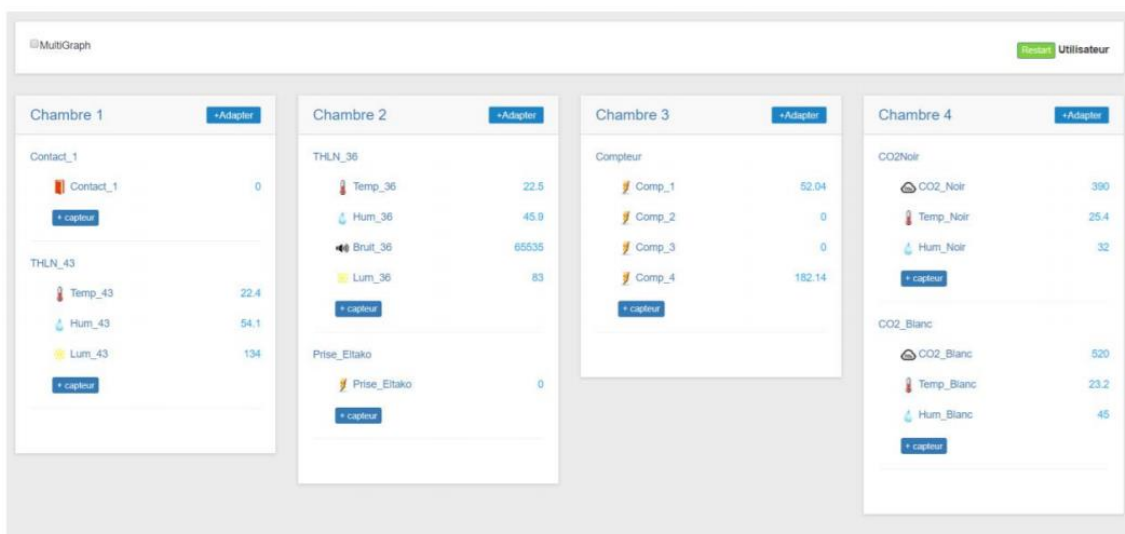 MultiGraph
Restart Utilisateur
Chambre 1 +Adapter
Contact_1
Contact_1 0
+ capteur
THLN_43
Temp_43 22.4
Hum_43 54.1
Lum_43 134
+ capteur
Chambre 2 +Adapter
THLN_36
Temp_36 22.5
Hum_36 45.9
Bruit_36 65535
Lum_36 83
+ capteur
Prise_Eltako
Prise_Eltako 0
+ capteur
Chambre 3 +Adapter
Compteur
Comp_1 52.04
Comp_2 0
Comp_3 0
Comp_4 182.14
+ capteur
Chambre 4 +Adapter
CO2Noir
CO2_Noir 390
Temp_Noir 25.4
Hum_Noir 32
+ capteur
CO2_Blanc
CO2_Blanc 520
Temp_Blanc 23.2
Hum_Blanc 45
+ capteur